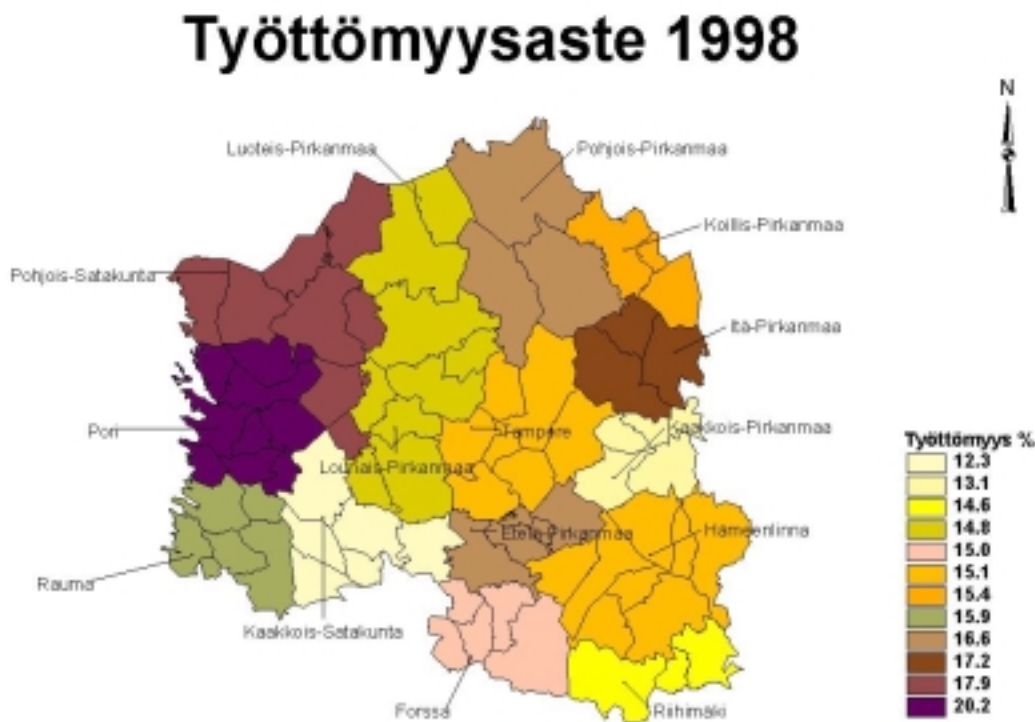 Työttömyysaste 1998
N
Luoteis-Pirkanmaa
Pohjois-Pirkanmaa
Koillis-Pirkanmaa
Pohjois-Satakunta
Itä-Pirkanmaa
Pori
Tampere
Kaakkois-Pirkanmaa
Lounais-Pirkanmaa
Etelä-Pirkanmaa
Hämeenlinna
Rauma
Kaakkois-Satakunta
Forssa
Riihimäki
Työttömyys %
12.3
13.1
14.6
14.8
15.0
15.1
15.4
15.9
16.6
17.2
17.9
20.2